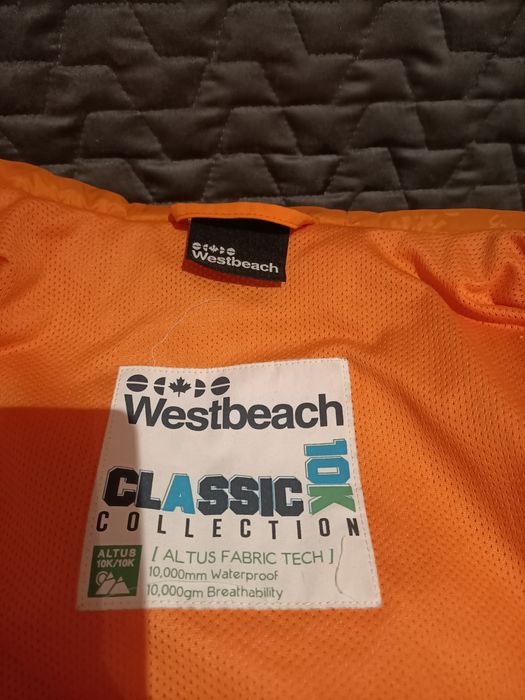 Westbeach
Westbeach
10K
CLASSIC
COLLECTION
ALTUS
10K/10K
[ ALTUS FABRIC TECH ]
10,000mm Waterproof
10,000gm Breathability